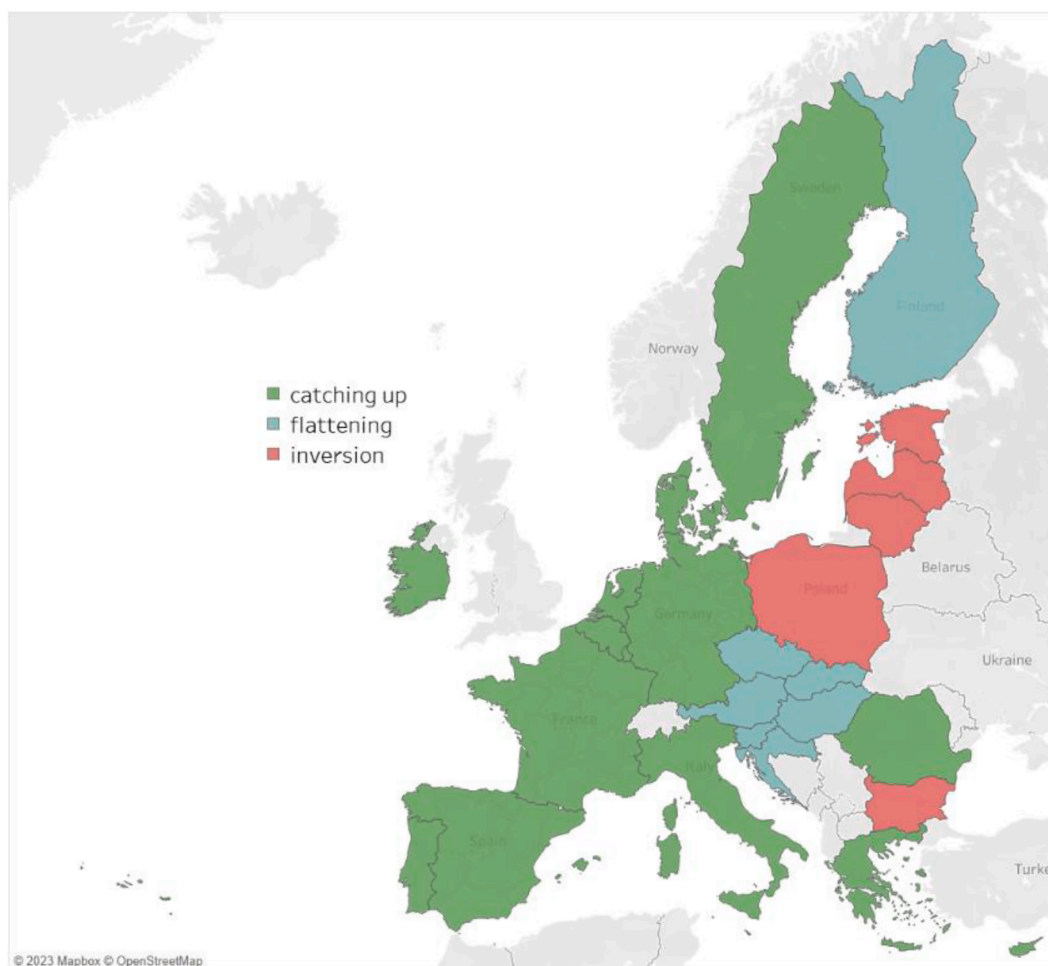 Sweden
Finland
Norway
catching up
flattening
inversion
Belarus
Poland
Germany
Ukraine
France
Italy
Spain
Turke
© 2023 Mapbox © OpenStreetMap